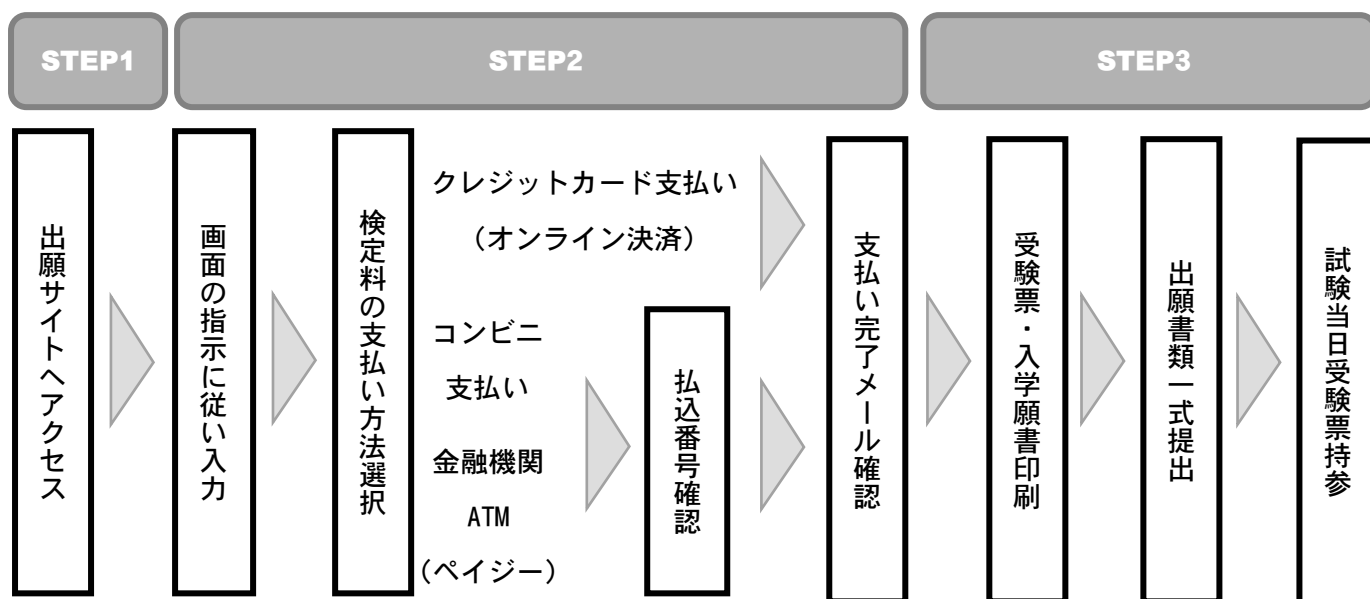 STEP1
STEP2
STEP3
出願サイトへアクセス
画面の指示に従い入力
検定料の支払い方法選択
クレジットカード支払い
（オンライン決済）
コンビニ
支払い
金融機関
ATM
（ペイジー）
払込番号確認
支払い完了メール確認
受験票・入学願書印刷
出願書類一式提出
試験当日受験票持参